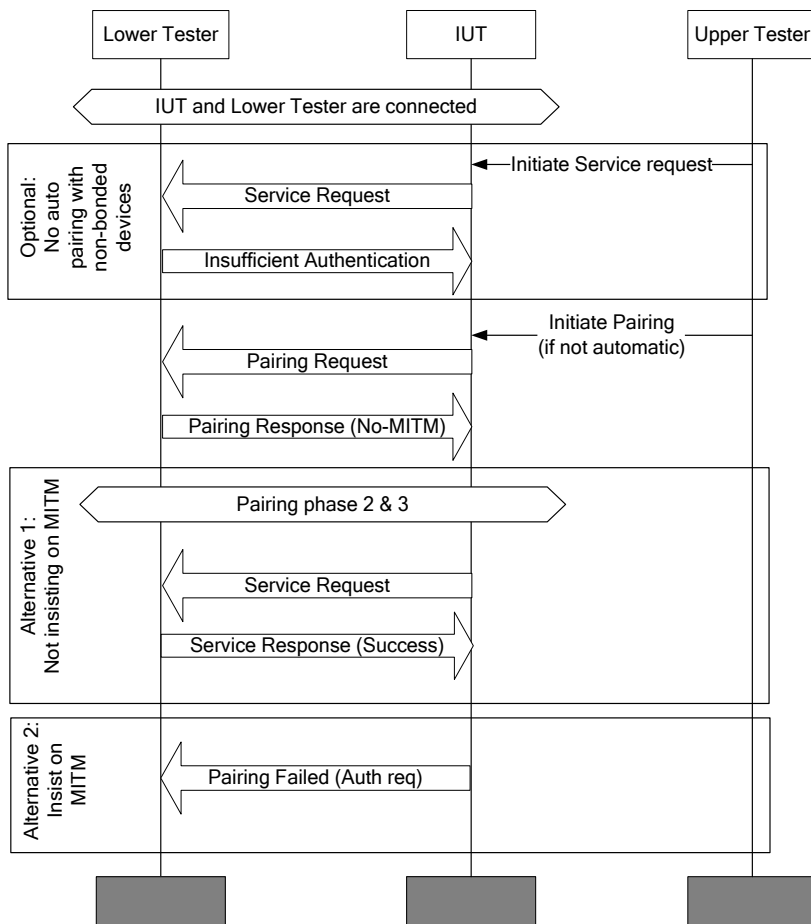 Lower Tester
IUT
Upper Tester
IUT and Lower Tester are connected
Optional:
No auto
pairing with
non-bonded
devices
Initiate Service request
Service Request
Insufficient Authentication
Initiate Pairing
(if not automatic)
Pairing Request
Pairing Response (No-MITM)
Alternative 1:
Not insisting on MITM
Pairing phase 2 & 3
Service Request
Service Response (Success)
Alternative 2:
Insist on
MITM
Pairing Failed (Auth req)